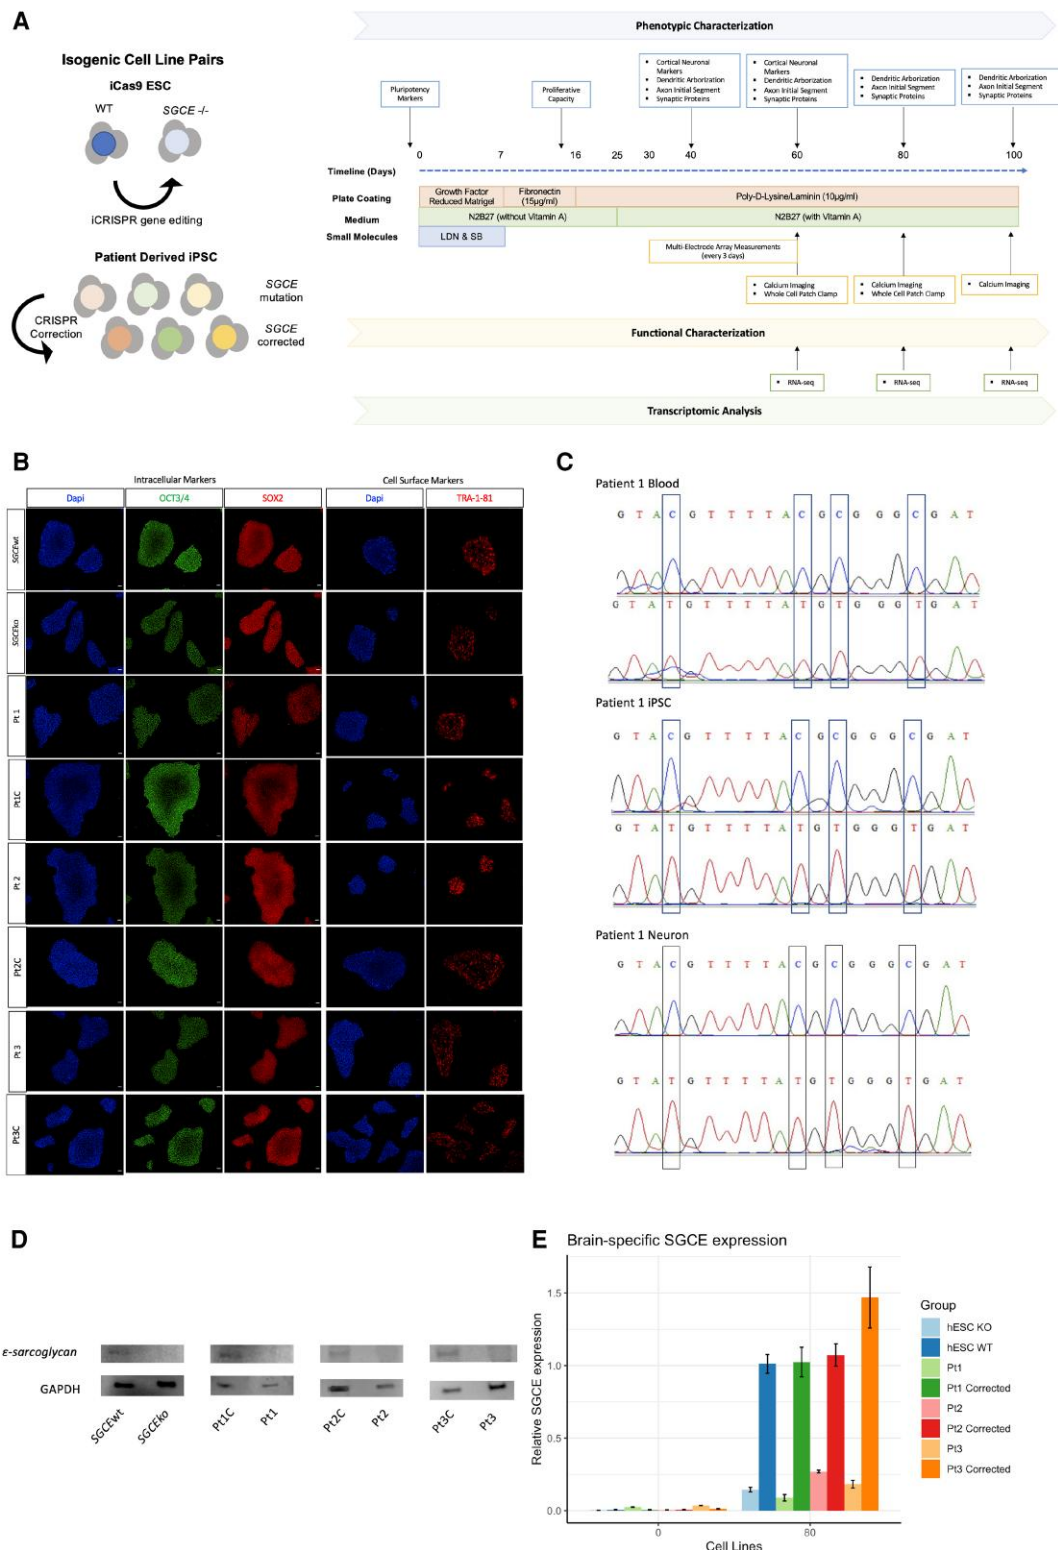 A
Isogenic Cell Line Pairs
iCas9 ESC
WT
SGCE -/-
iCRISPR gene editing
Patient Derived iPSC
SGCE
mutation
CRISPR
Correction
SGCE
corrected
Phenotypic Characterization
Pluripotency
Markers
Proliferative
Capacity
• Cortical Neuronal
Markers
• Dendritic Arborization
• Axon Initial Segment
• Synaptic Proteins
• Cortical Neuronal
Markers
• Dendritic Arborization
• Axon Initial Segment
• Synaptic Proteins
• Dendritic Arborization
• Axon Initial Segment
• Synaptic Proteins
• Dendritic Arborization
• Axon Initial Segment
• Synaptic Proteins
0 7 16 25 30 40 60 80 100
Timeline (Days)
Plate Coating
Growth Factor
Reduced Matrigel
Fibronectin
(15µg/ml)
Poly-D-Lysine/Laminin (10µg/ml)
Medium
N2B27 (without Vitamin A)
N2B27 (with Vitamin A)
Small Molecules
LDN & SB
Multi-Electrode Array Measurements
(every 3 days)
• Calcium Imaging
• Whole Cell Patch Clamp
• Calcium Imaging
• Whole Cell Patch Clamp
• Calcium Imaging
Functional Characterization
• RNA-seq
• RNA-seq
• RNA-seq
Transcriptomic Analysis
B
Intracellular Markers
Cell Surface Markers
Dapi OCT3/4 SOX2 Dapi TRA-1-81
SGCEwt
SGCEko
Pt 1
Pt1C
Pt 2
Pt2C
Pt 3
Pt3C
C
Patient 1 Blood
G T A C G T T T T A C G C G G G C G A T
G T A T G T T T T A T G T G G G T G A T
Patient 1 iPSC
G T A C G T T T T A C G C G G G C G A T
G T A T G T T T T A T G T G G G T G A T
Patient 1 Neuron
G T A C G T T T T A C G C G G G C G A T
G T A T G T T T T A T G T G G G T G A T
D
ε-sarcoglycan
GAPDH
SGCEwt
SGCEko
Pt1C
Pt1
Pt2C
Pt2
Pt3C
Pt3
E
Brain-specific SGCE expression
Relative SGCE expression
1.5
1.0
0.5
0.0
0 80
Cell Lines
Group
hESC KO
hESC WT
Pt1
Pt1 Corrected
Pt2
Pt2 Corrected
Pt3
Pt3 Corrected